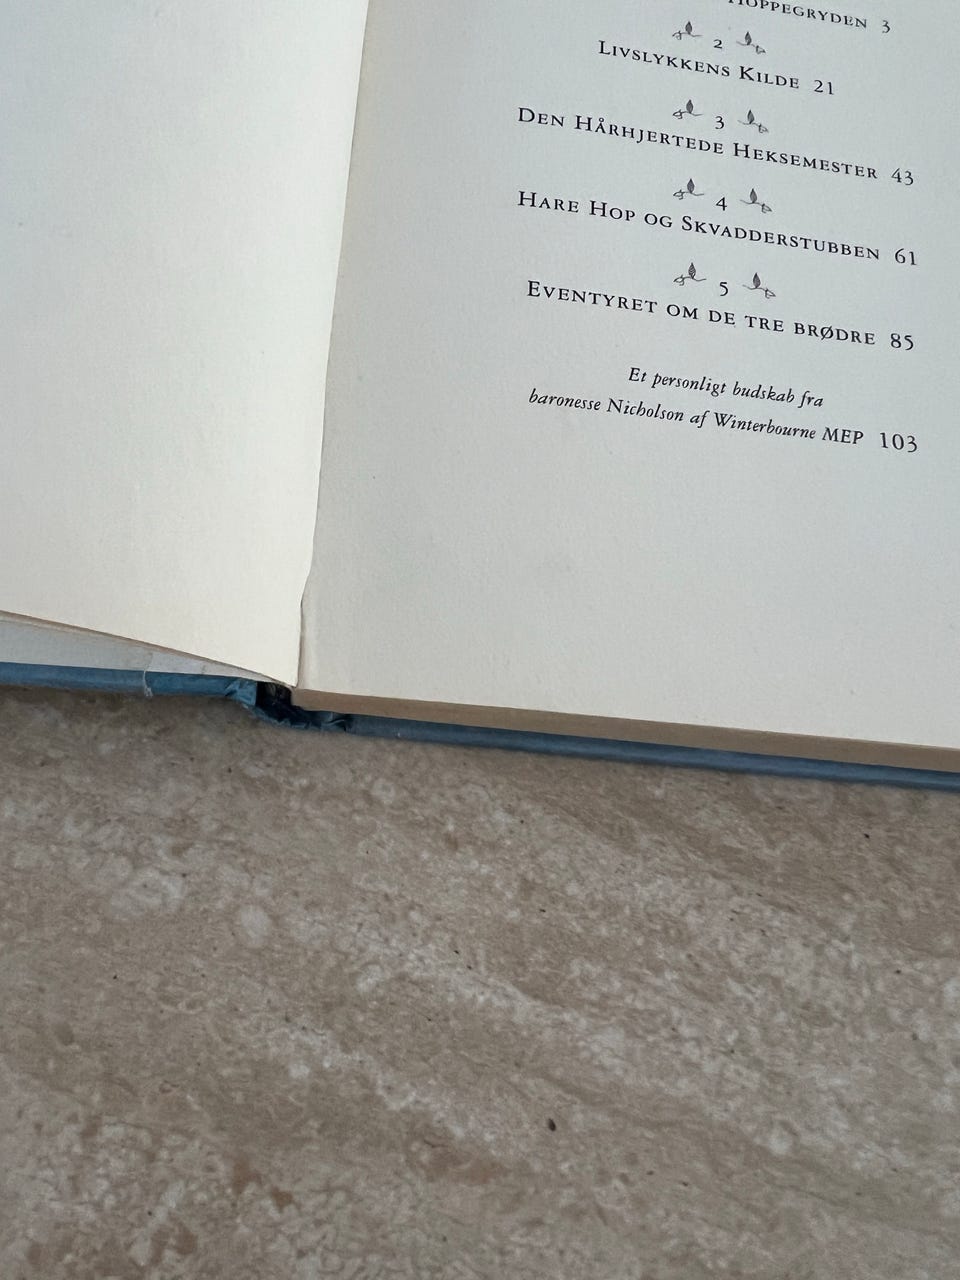 HOPPEGRYDEN 3
2
LIVSLYKKENS KILDE 21
3
DEN HÅRHJERTEDE HEKSEMESTER 43
4
HARE HOP OG SKVADDERSTUBBEN 61
5
EVENTYRET OM DE TRE BRØDRE 85
Et personligt budskab fra
baronesse Nicholson af Winterbourne MEP 103